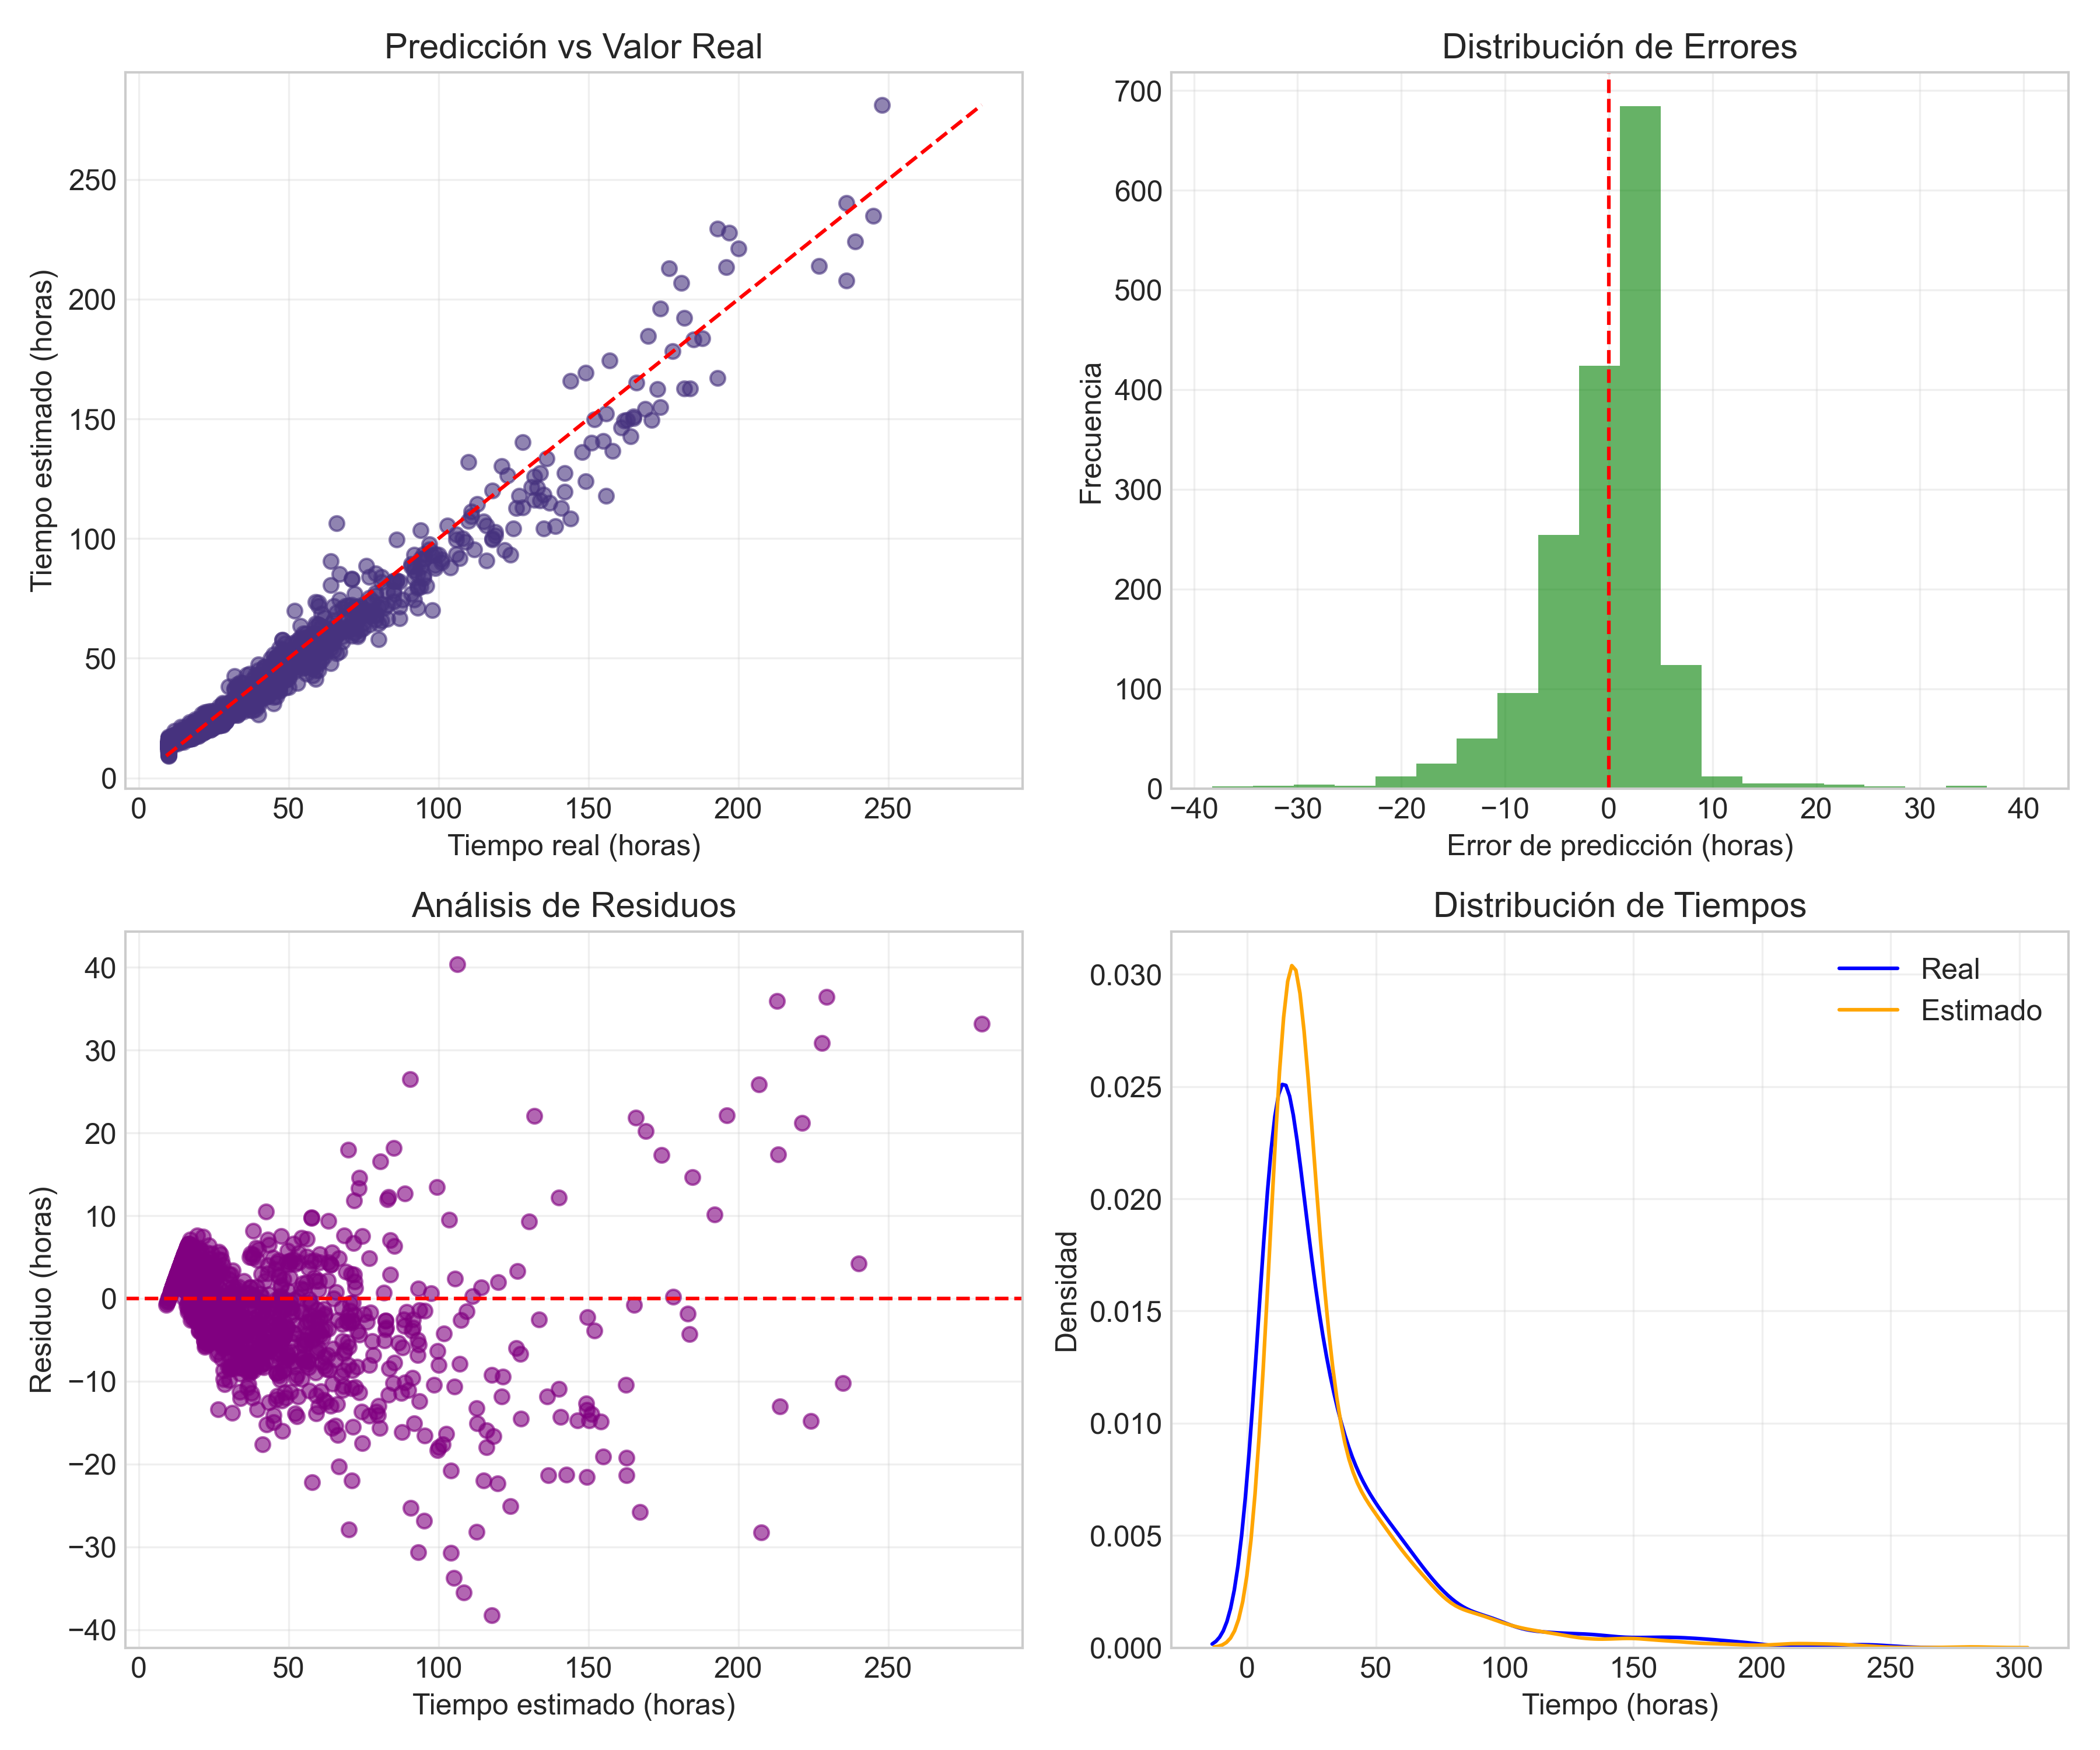 Predicción vs Valor Real
Tiempo estimado (horas)
250
200
150
100
50
0
0 50 100 150 200 250
Tiempo real (horas)
Distribución de Errores
Frecuencia
700
600
500
400
300
200
100
0
−40 −30 −20 −10 0 10 20 30 40
Error de predicción (horas)
Análisis de Residuos
Residuo (horas)
40
30
20
10
0
−10
−20
−30
−40
0 50 100 150 200 250
Tiempo estimado (horas)
Distribución de Tiempos
Densidad
0.030
0.025
0.020
0.015
0.010
0.005
0.000
Real
Estimado
0 50 100 150 200 250 300
Tiempo (horas)